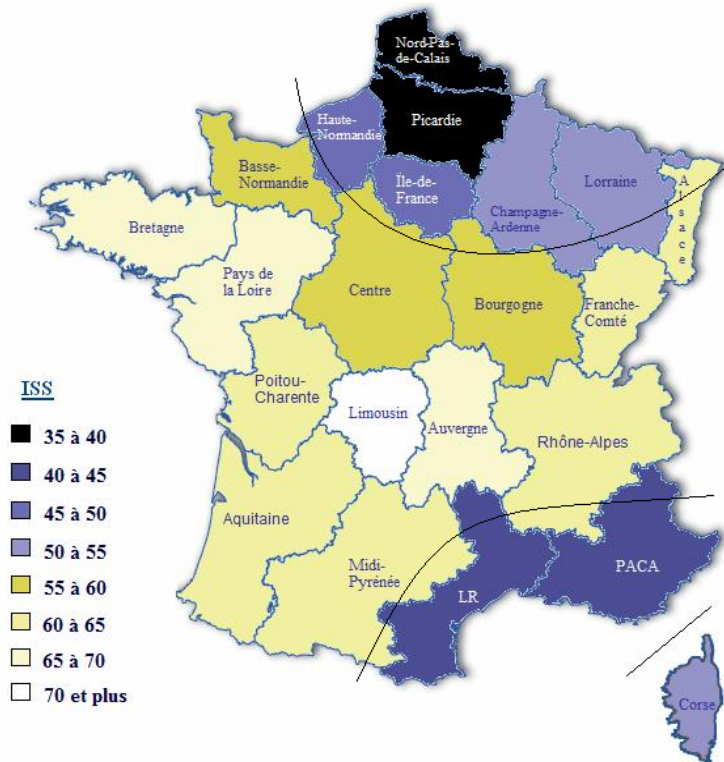 Nord-Pas-
de-Calais
Haute-
Normandie
Picardie
Basse-
Normandie
Île-de-
France
Champagne-
Ardenne
Lorraine
Alsace
Bretagne
Pays de
la Loire
Centre
Bourgogne
Franche-
Comté
Poitou-
Charente
Limousin
Auvergne
Rhône-Alpes
Aquitaine
Midi-
Pyrénée
LR
PACA
Corse
ISS
35 à 40
40 à 45
45 à 50
50 à 55
55 à 60
60 à 65
65 à 70
70 et plus